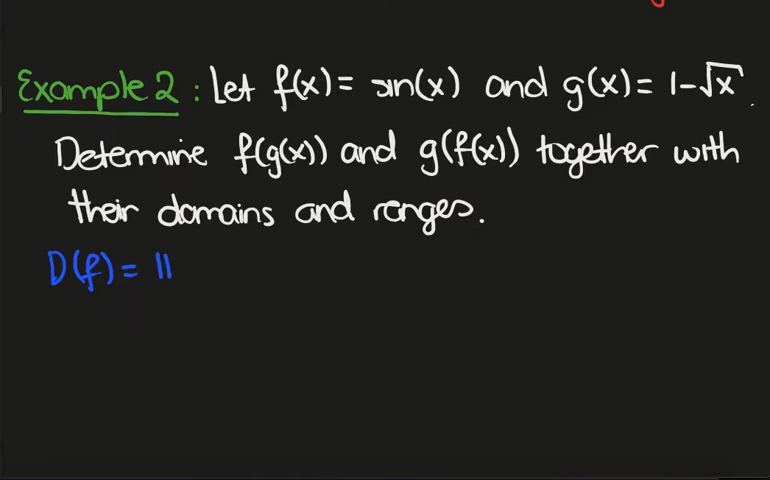 Example 2 : Let f(x) = sin(x) and g(x) = 1-√x.
Determine f(g(x)) and g(f(x)) together with
their domains and ranges.
D(f) =